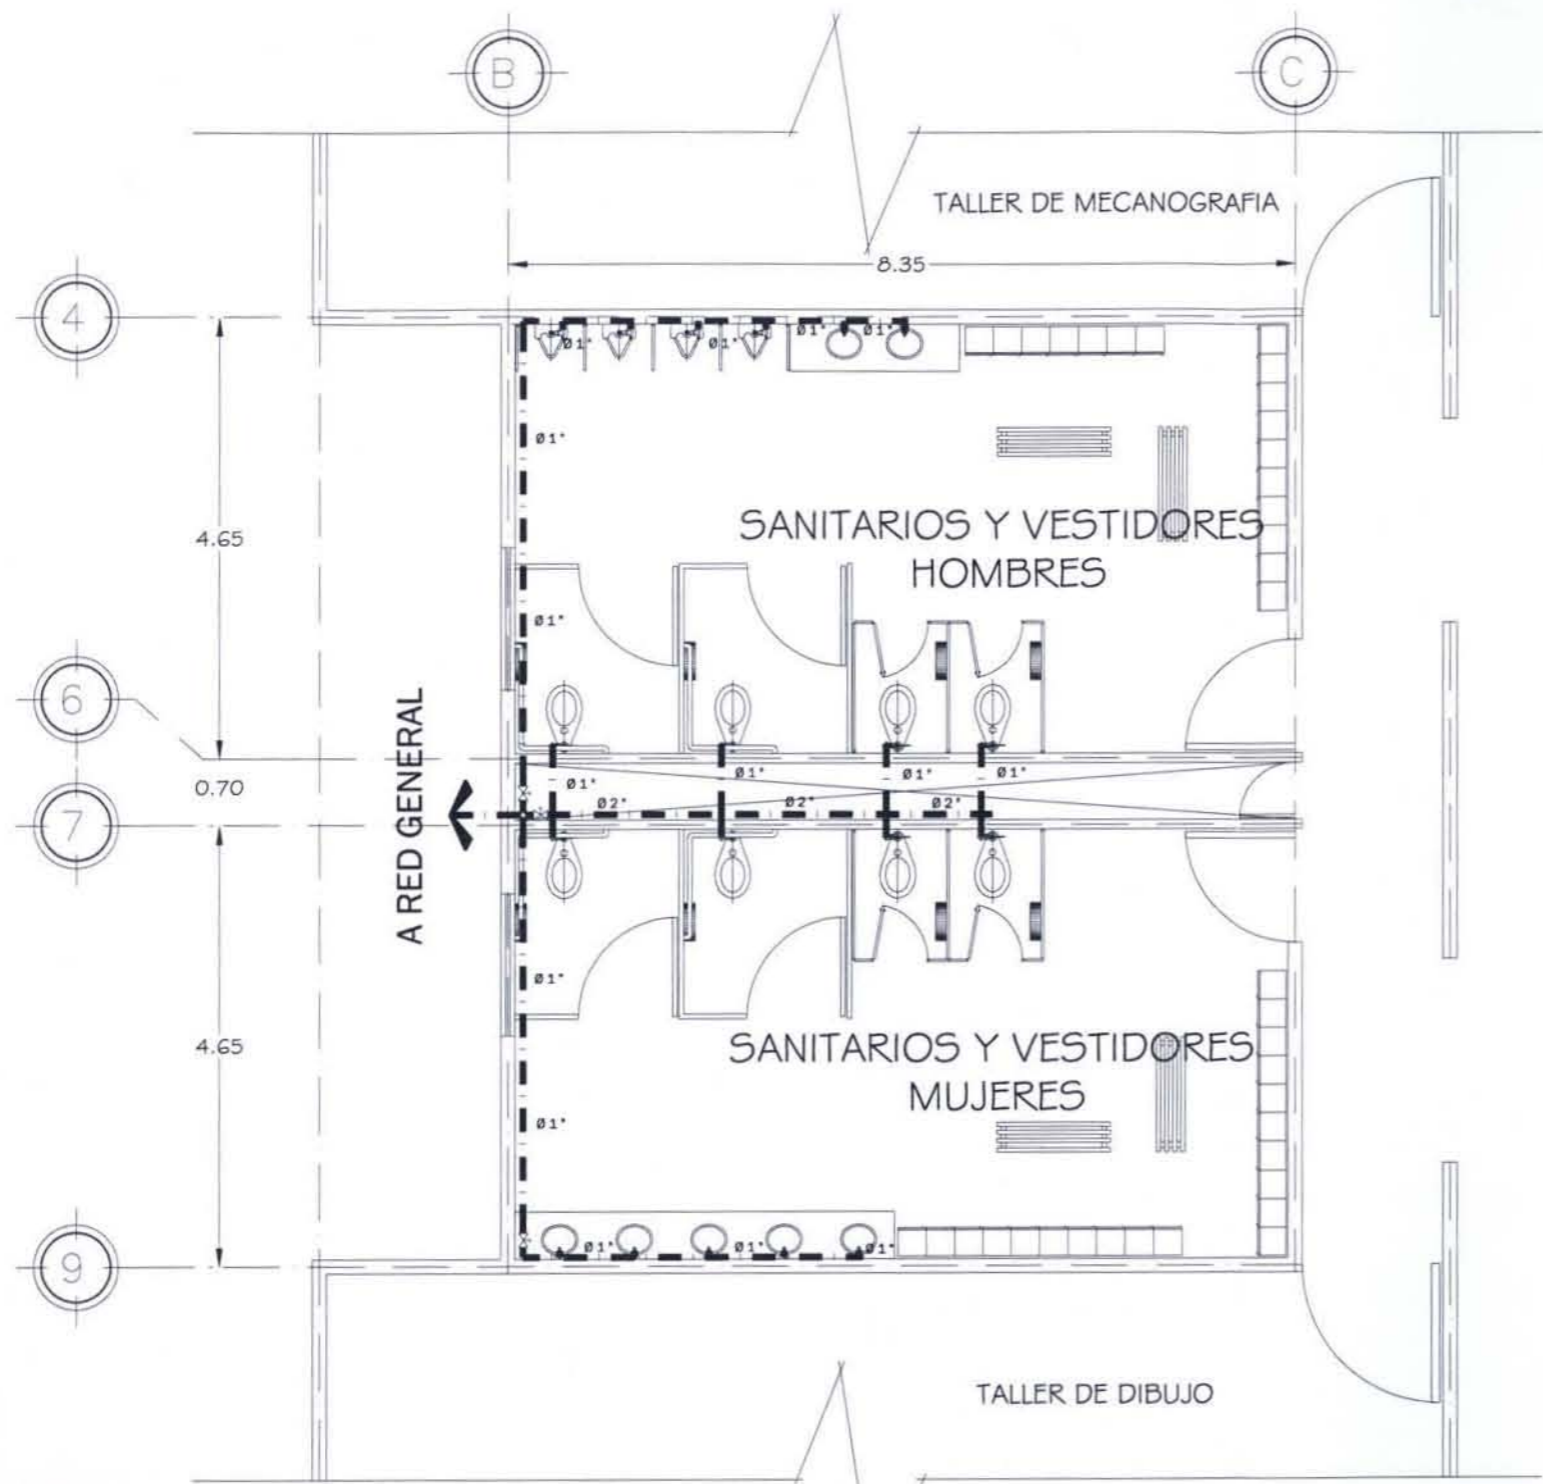 B
C
TALLER DE MECANOGRAFIA
8.35
4
Ø1"
Ø1"
Ø1"
Ø1"
Ø1"
4.65
SANITARIOS Y VESTIDORES
HOMBRES
Ø1"
6
A RED GENERAL
0.70
Ø1"
Ø1"
Ø1"
Ø1"
Ø2"
Ø2"
Ø2"
7
Ø1"
4.65
SANITARIOS Y VESTIDORES
MUJERES
Ø1"
Ø1"
Ø1"
Ø1"
9
TALLER DE DIBUJO